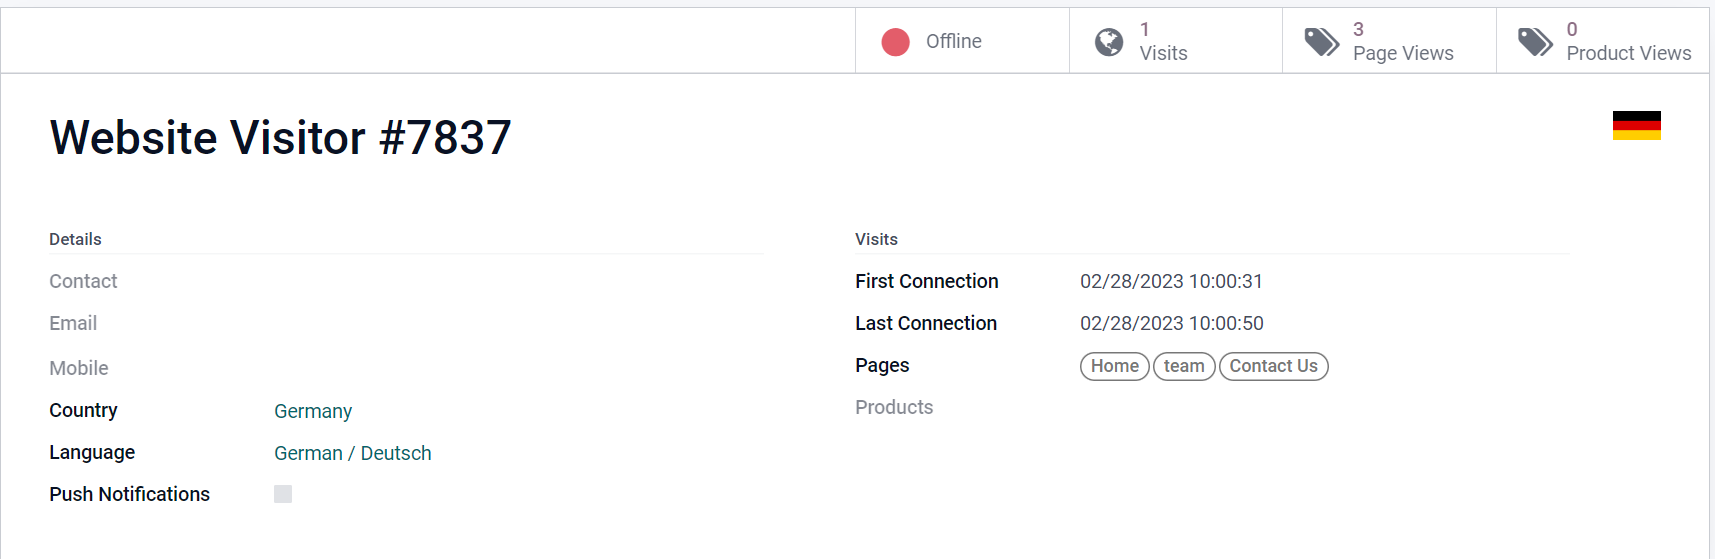 Offline
1
Visits
3
Page Views
0
Product Views
Website Visitor #7837
Details
Contact
Email
Mobile
Country Germany
Language German / Deutsch
Push Notifications
Visits
First Connection 02/28/2023 10:00:31
Last Connection 02/28/2023 10:00:50
Pages Home team Contact Us
Products